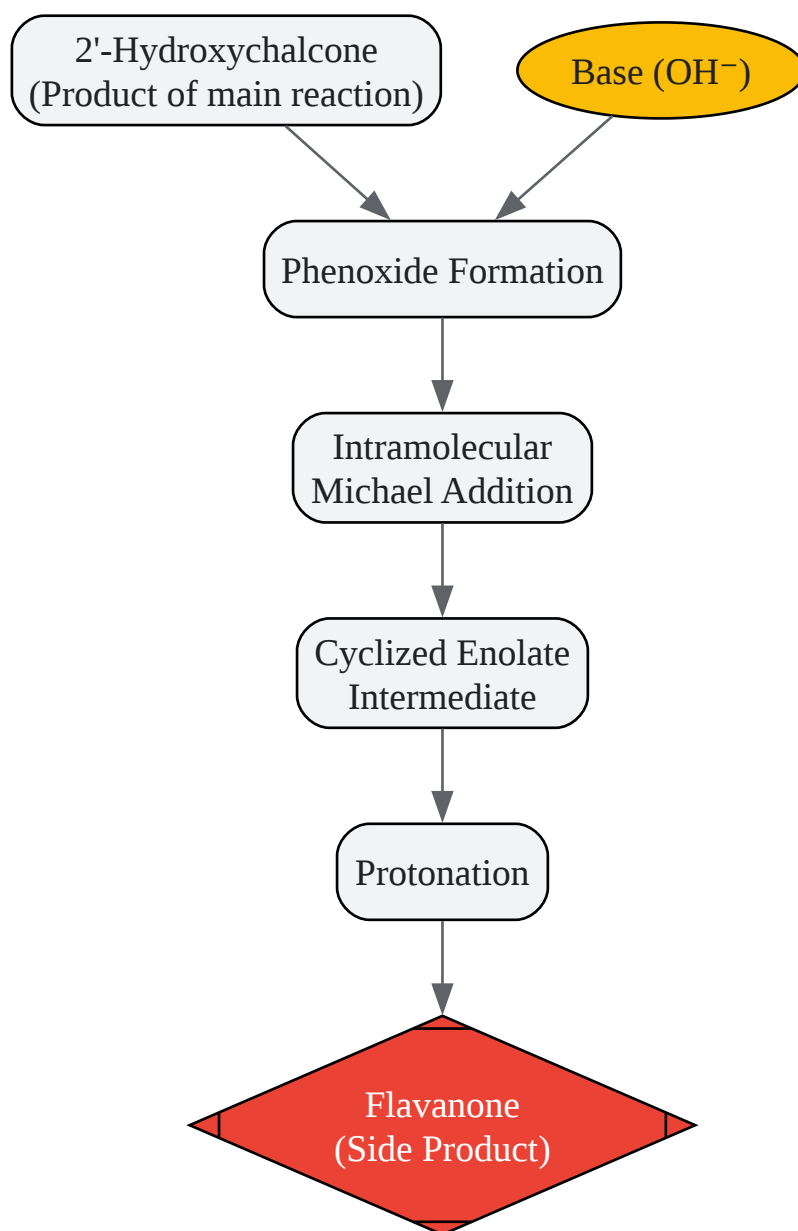 2'-Hydroxychalcone
(Product of main reaction)
Base (OH⁻)
Phenoxide Formation
Intramolecular
Michael Addition
Cyclized Enolate
Intermediate
Protonation
Flavanone
(Side Product)